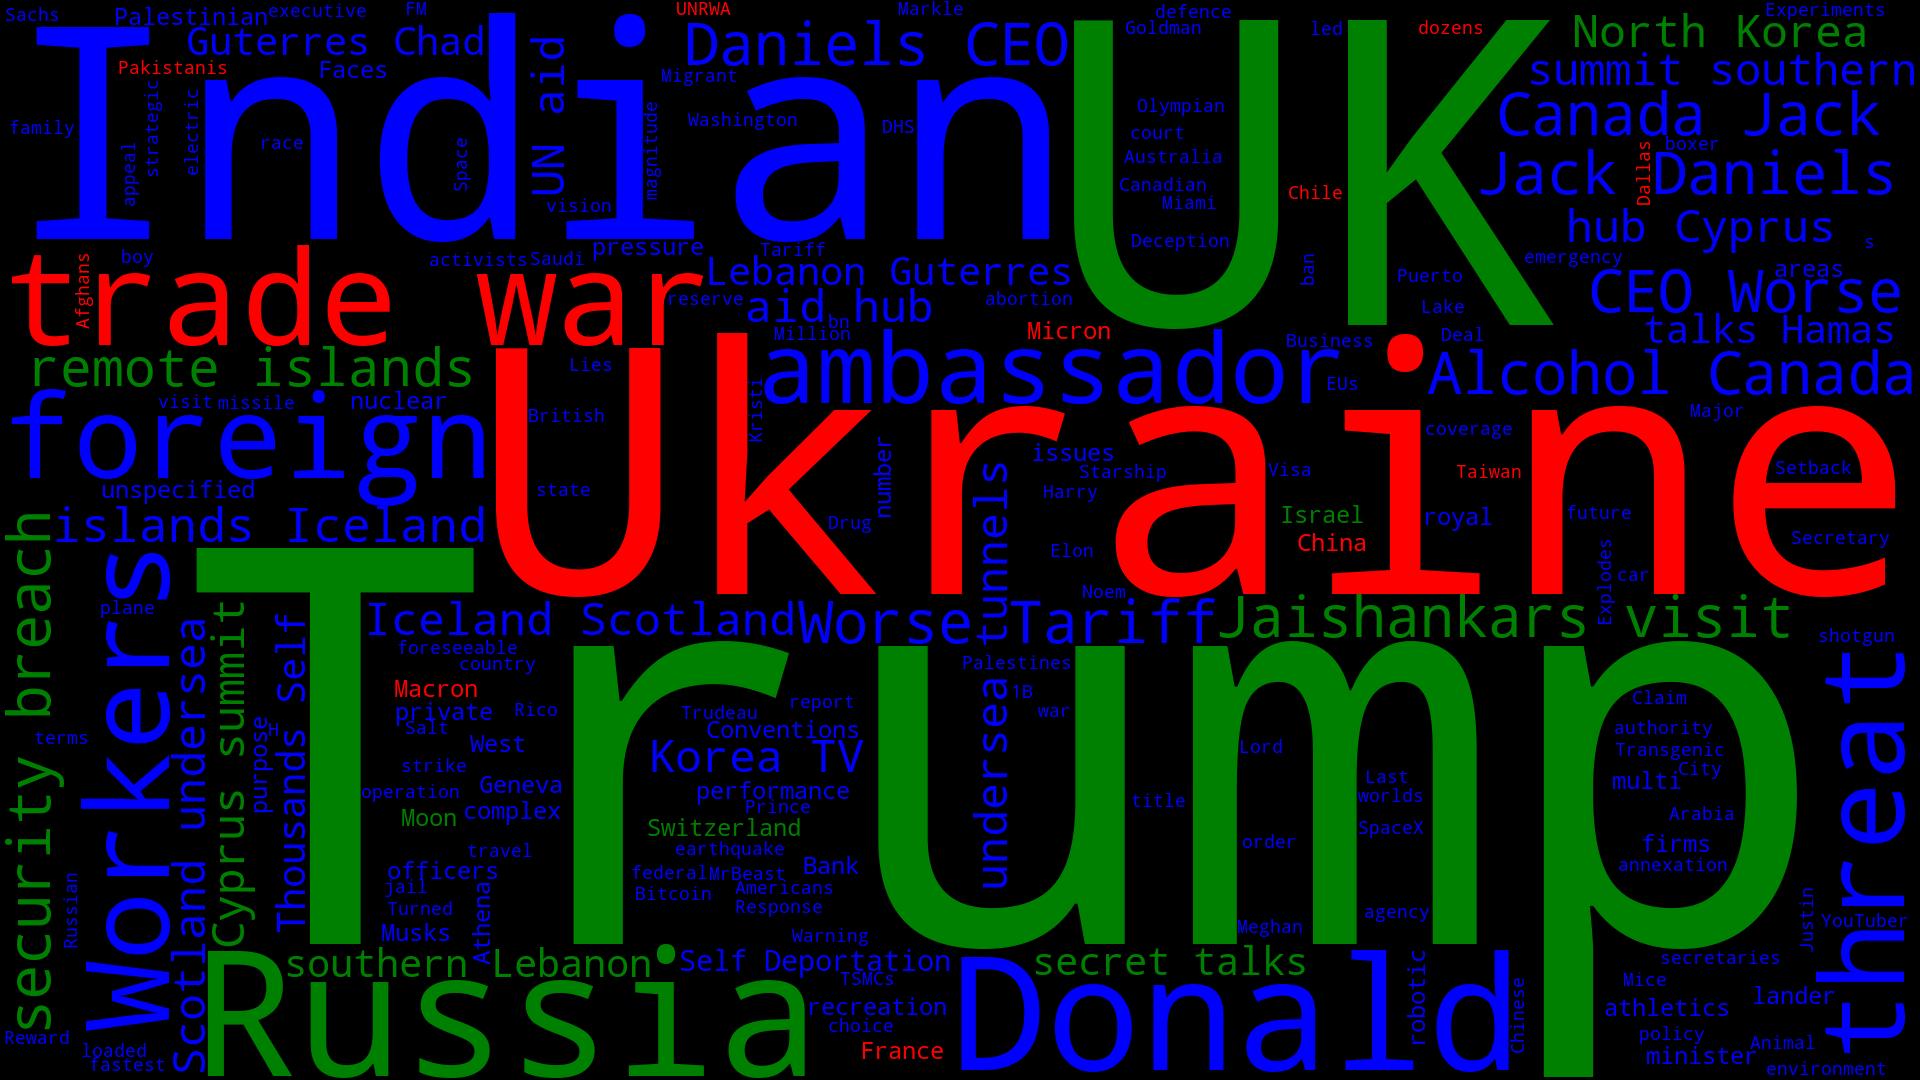 Sachs
Palestinian
executive
FM
UNRWA
Markle
defence
Experiments
Guterres Chad
Daniels CEO
Goldman
led
dozens
North Korea
Indian
UK
Pakistanis
Faces
UN aid
Migrant
summit southern
family
strategic
electric
race
Space
magnitude
Washington
DHS
Olympian
court
Australia
Canadian
Miami
Deception
Chile
Canada Jack
boxer
Dallas
Jack Daniels
appeal
vision
hub Cyprus
s
boy
activists
Saudi
pressure
Tariff
emergency
areas
trade war
Afghans
Lebanon Guterres
ban
Puerto
Lake
CEO Worse
reserve
aid hub
bn
abortion
Million
Micron
Business
Deal
talks Hamas
remote islands
Lies
ambassador
EUs
Alcohol Canada
visit
missile
nuclear
British
Kristi
Major
foreign
Ukraine
number
issues
Starship
Harry
Visa
coverage
Taiwan
Setback
unspecified
state
Drug
Israel
China
royal
future
Secretary
islands Iceland
Elon
Noem
Explodes
car
security breach
Workers
plane
Iceland Scotland
Worse Tariff
undersea tunnels
Jaishankars visit
shotgun
Trump
Scotland undersea
Cyprus summit
Thousands Self
foreseeable
country
Macron
private
Rico
Salt
West
strike
operation
Geneva
Moon
complex
travel
officers
jail
Turned
Musks
Athena
purpose
H
terms
Russian
Trudeau
report
Conventions
Korea TV
performance
Prince
Switzerland
earthquake
federal
MrBeast
Bank
Bitcoin
Americans
Response
Warning
Palestines
1B
war
title
Lord
order
Meghan
Last
worlds
SpaceX
agency
Claim
authority
Transgenic
City
multi
Arabia
firms
annexation
threat
Justin
YouTuber
Russia
southern Lebanon
Self Deportation
TSMCs
recreation
choice
France
Donald
secret talks
robotic
Chinese
secretaries
Mice
lander
athletics
policy
minister
Animal
environment
Reward
loaded
fastest